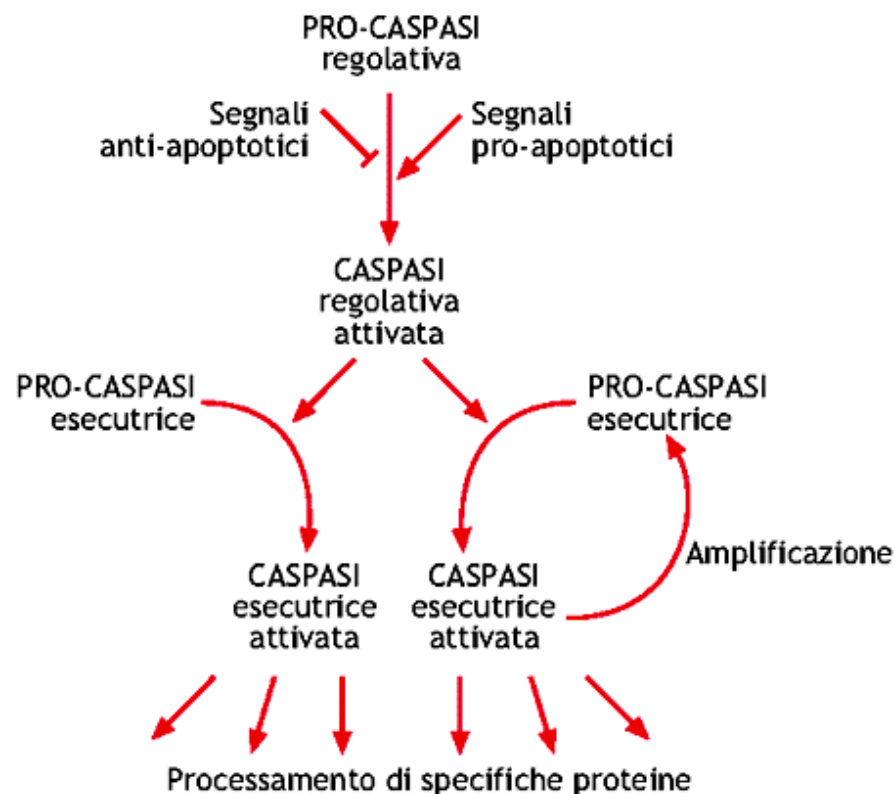 PRO-CASPASI
regolativa
Segnali
anti-apoptotici
Segnali
pro-apoptotici
CASPASI
regolativa
attivata
PRO-CASPASI
esecutrice
PRO-CASPASI
esecutrice
Amplificazione
CASPASI
esecutrice
attivata
CASPASI
esecutrice
attivata
Processamento di specifiche proteine